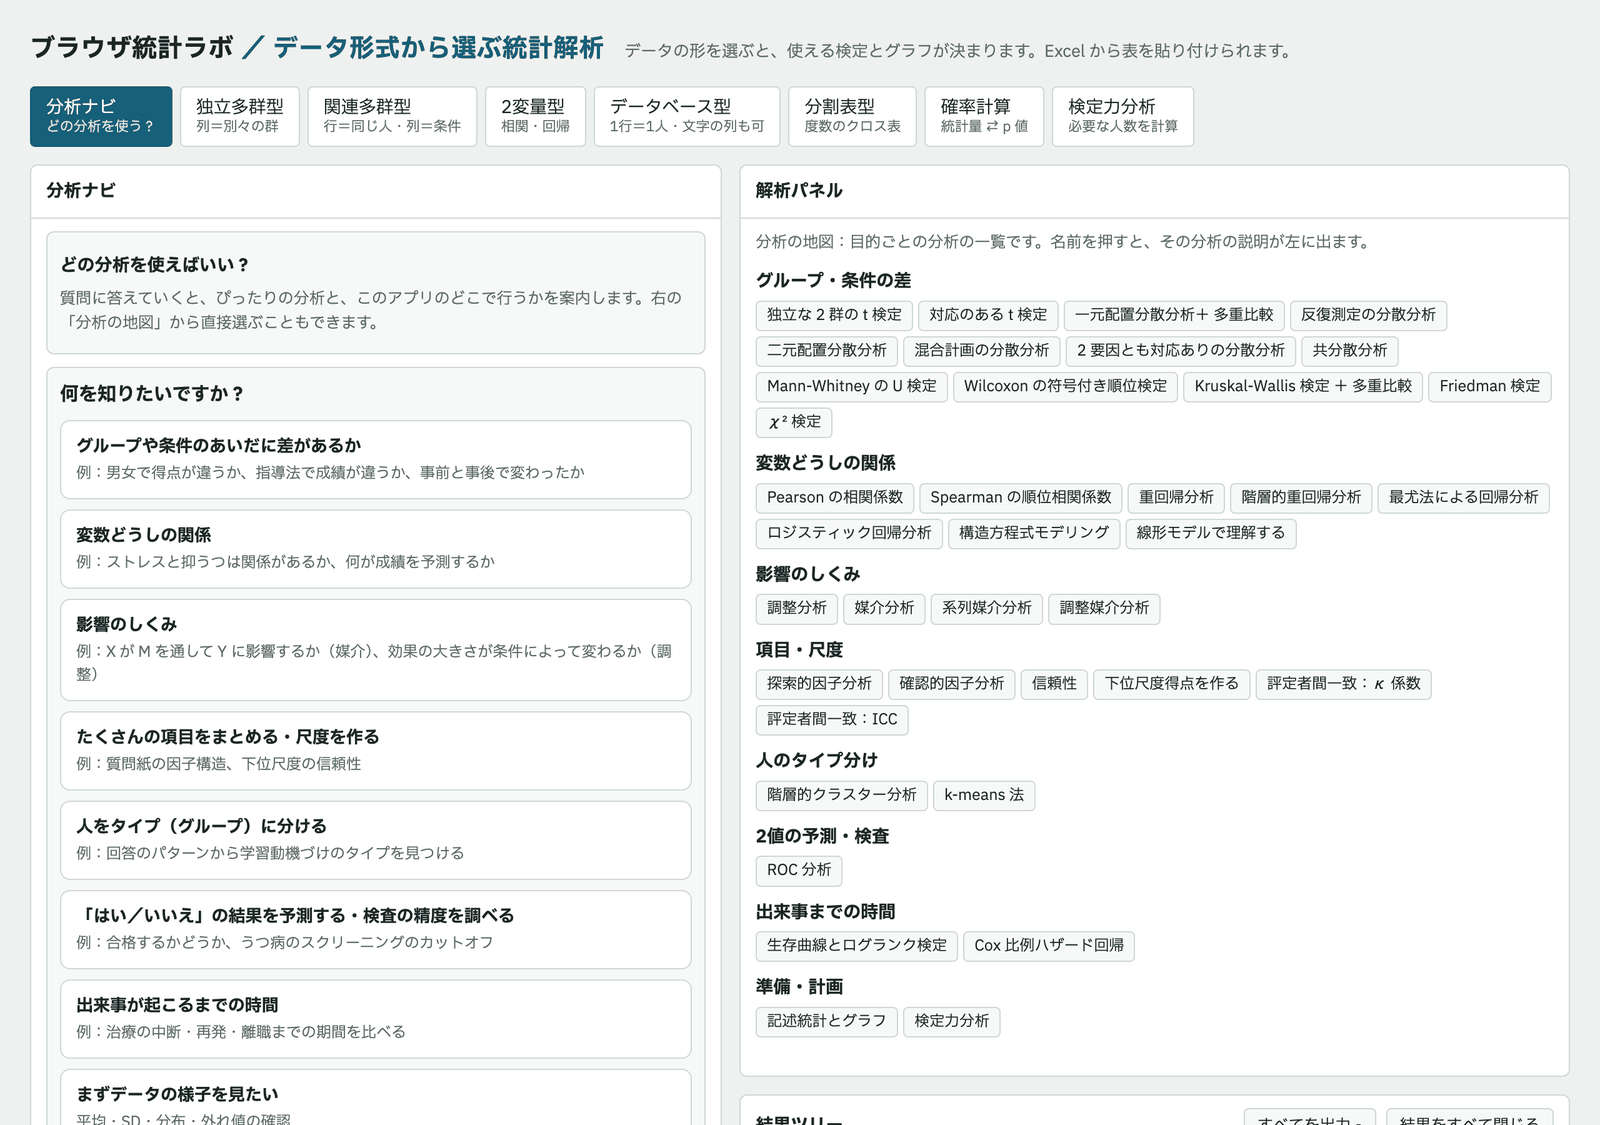 ブラウザ統計ラボ ／ データ形式から選ぶ統計解析 データの形を選ぶと、使える検定とグラフが決まります。Excel から表を貼り付けられます。
分析ナビ
どの分析を使う？
独立多群型
列＝別々の群
関連多群型
行＝同じ人・列＝条件
2変量型
相関・回帰
データベース型
1行＝1人・文字の列も可
分割表型
度数のクロス表
確率計算
統計量 ⇄ p 値
検定力分析
必要な人数を計算
分析ナビ
どの分析を使えばいい？
質問に答えていくと、ぴったりの分析と、このアプリのどこで行うかを案内します。右の
「分析の地図」から直接選ぶこともできます。
何を知りたいですか？
グループや条件のあいだに差があるか
例：男女で得点が違うか、指導法で成績が違うか、事前と事後で変わったか
変数どうしの関係
例：ストレスと抑うつは関係があるか、何が成績を予測するか
影響のしくみ
例：X が M を通して Y に影響するか（媒介）、効果の大きさが条件によって変わるか（調
整）
たくさんの項目をまとめる・尺度を作る
例：質問紙の因子構造、下位尺度の信頼性
人をタイプ（グループ）に分ける
例：回答のパターンから学習動機づけのタイプを見つける
「はい／いいえ」の結果を予測する・検査の精度を調べる
例：合格するかどうか、うつ病のスクリーニングのカットオフ
出来事が起こるまでの時間
例：治療の中断・再発・離職までの期間を比べる
まずデータの様子を見たい
平均・SD・分布・外れ値の確認
解析パネル
分析の地図：目的ごとの分析の一覧です。名前を押すと、その分析の説明が左に出ます。
グループ・条件の差
独立な 2 群の t 検定 対応のある t 検定 一元配置分散分析＋ 多重比較 反復測定の分散分析
二元配置分散分析 混合計画の分散分析 2 要因とも対応ありの分散分析 共分散分析
Mann-Whitney の U 検定 Wilcoxon の符号付き順位検定 Kruskal-Wallis 検定 ＋ 多重比較 Friedman 検定
χ² 検定
変数どうしの関係
Pearson の相関係数 Spearman の順位相関係数 重回帰分析 階層的重回帰分析 最尤法による回帰分析
ロジスティック回帰分析 構造方程式モデリング 線形モデルで理解する
影響のしくみ
調整分析 媒介分析 系列媒介分析 調整媒介分析
項目・尺度
探索的因子分析 確認的因子分析 信頼性 下位尺度得点を作る 評定者間一致：κ 係数
評定者間一致：ICC
人のタイプ分け
階層的クラスター分析 k-means 法
2値の予測・検査
ROC 分析
出来事までの時間
生存曲線とログランク検定 Cox 比例ハザード回帰
準備・計画
記述統計とグラフ 検定力分析
結果ツリー すべてを出力 結果をすべて閉じる